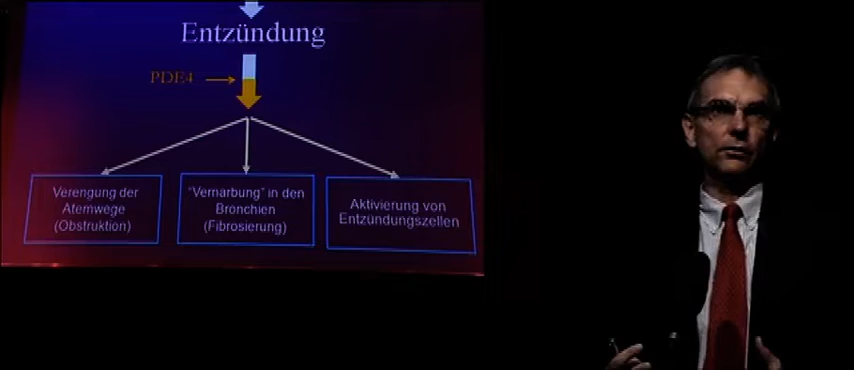 Entzündung
PDE4
Verengung der
Atemwege
(Obstruktion)
"Vernarbung" in den
Bronchien
(Fibrosierung)
Aktivierung von
Entzündungszellen